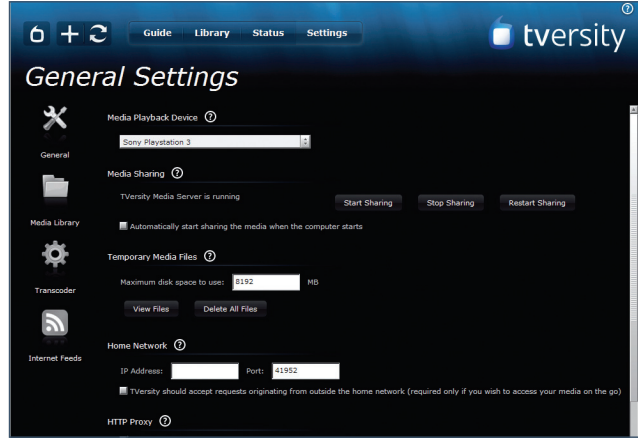 Guide Library Status Settings
tversity
General Settings
General
Media Library
Transcoder
Internet Feeds
Media Playback Device ?
Sony Playstation 3
Media Sharing ?
TVersity Media Server is running Start Sharing Stop Sharing Restart Sharing
Automatically start sharing the media when the computer starts
Temporary Media Files ?
Maximum disk space to use: 8192 MB
View Files Delete All Files
Home Network ?
IP Address: Port: 41952
TVersity should accept requests originating from outside the home network (required only if you wish to access your media on the go)
HTTP Proxy ?